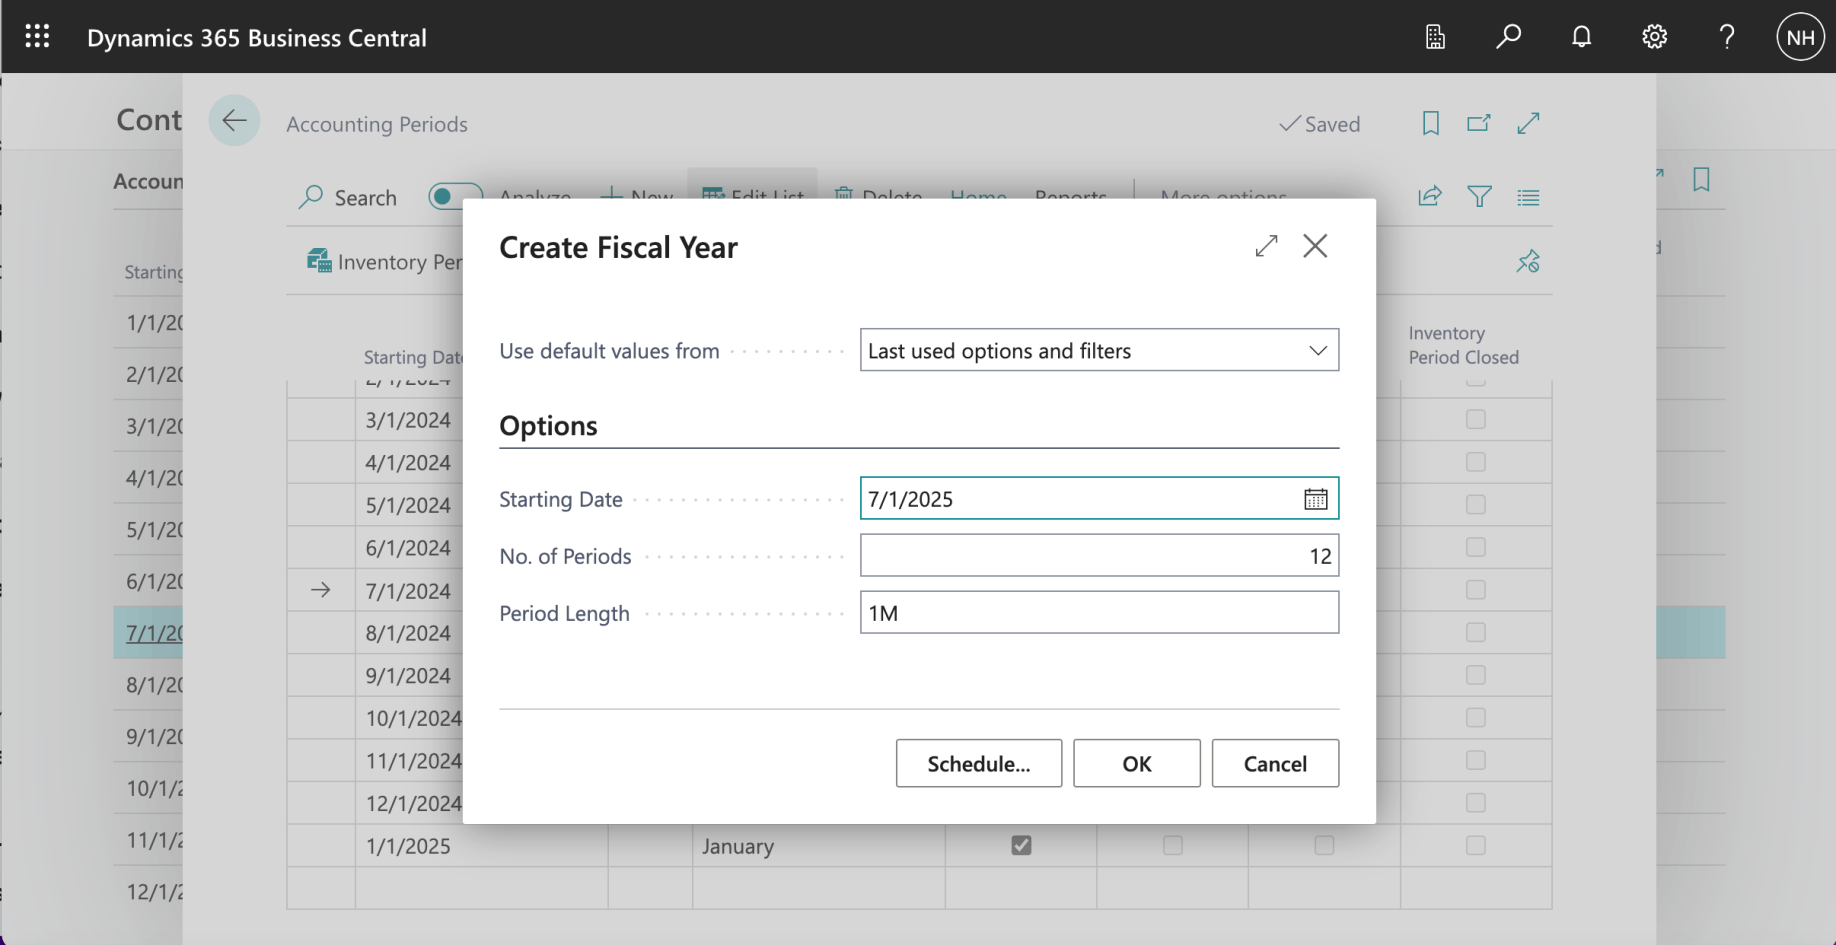 Dynamics 365 Business Central
NH
Cont
Accounting Periods
Saved
Accoun
Search
Analyze
New
Edit List
Delete
Home
Reports
More options
Create Fiscal Year
Inventory Per
Starting
Use default values from
Last used options and filters
Starting Date
Inventory
Period Closed
Options
Starting Date
7/1/2025
No. of Periods
12
Period Length
1M
Schedule...
OK
Cancel
1/1/20
2/1/20
3/1/20
4/1/20
5/1/20
6/1/20
7/1/20
8/1/20
9/1/20
10/1/2
11/1/2
12/1/2
2/1/2024
3/1/2024
4/1/2024
5/1/2024
6/1/2024
7/1/2024
8/1/2024
9/1/2024
10/1/2024
11/1/2024
12/1/2024
1/1/2025
January